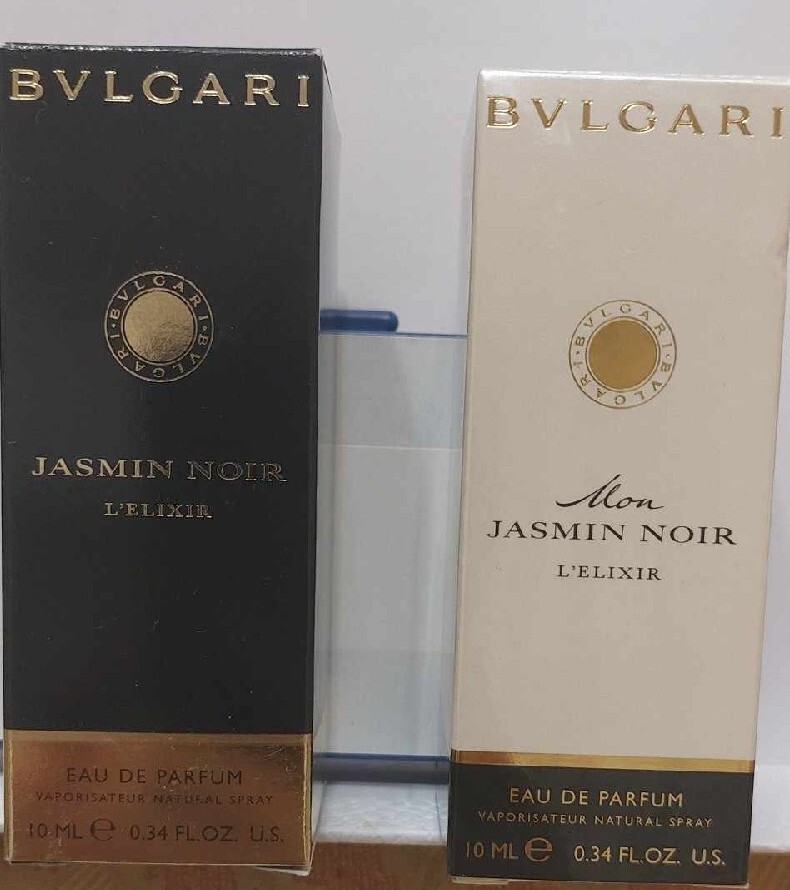 BVLGARI
BVLGARI·BVLGARI·
JASMIN NOIR
L'ELIXIR
EAU DE PARFUM
VAPORISATEUR NATURAL SPRAY
10 ML e 0.34 FL.OZ. U.S.
BVLGARI
BVLGARI·BVLGARI·
Mon
JASMIN NOIR
L'ELIXIR
EAU DE PARFUM
VAPORISATEUR NATURAL SPRAY
10 ML e 0.34 FL.OZ. U.S.